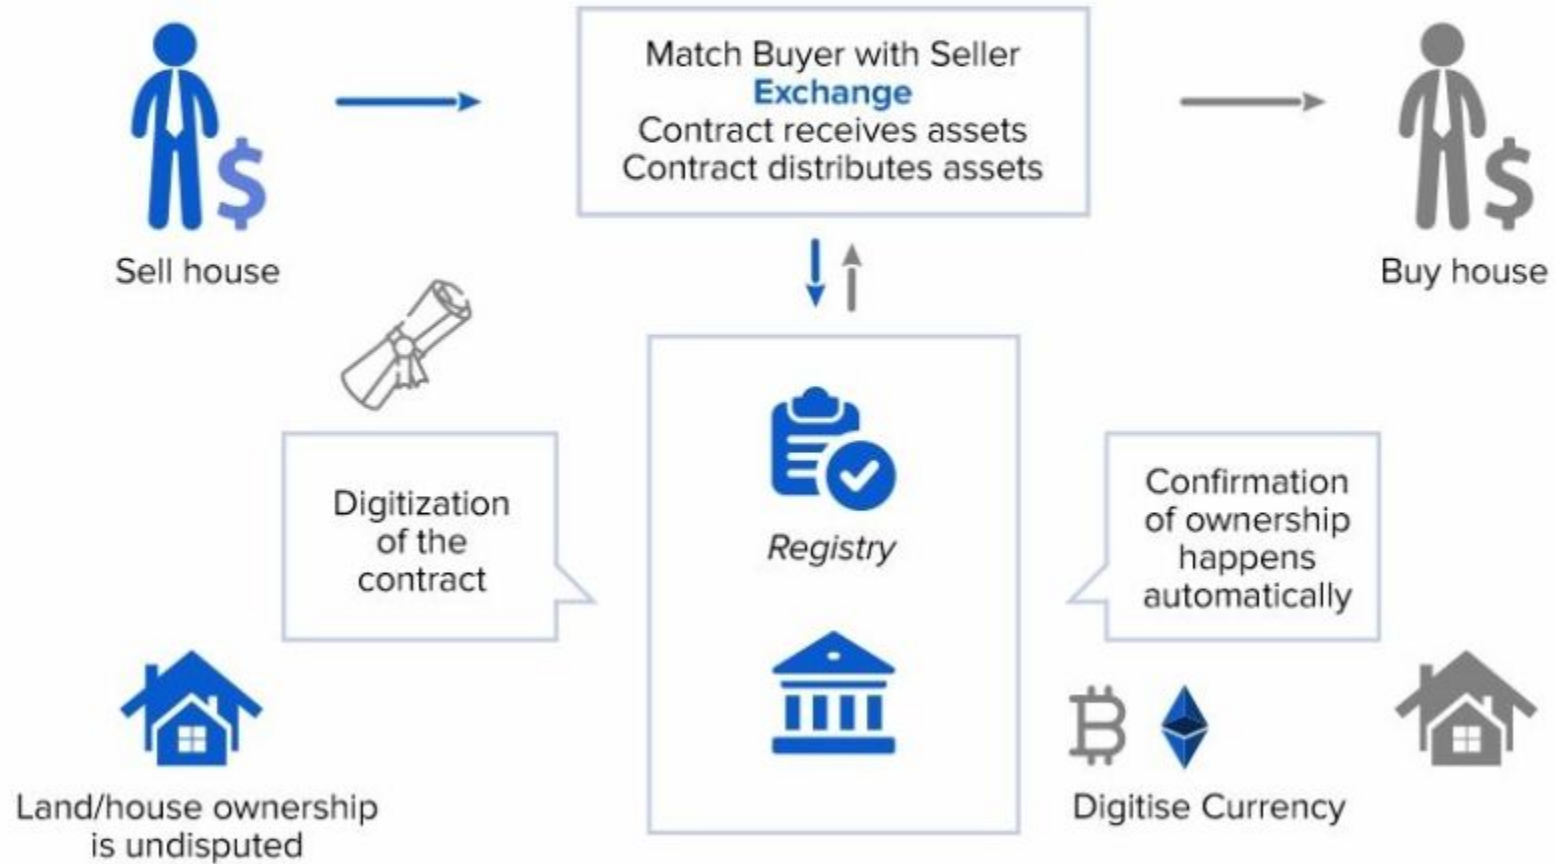 Match Buyer with Seller
Exchange
Contract receives assets
Contract distributes assets
Sell house
Buy house
Digitization
of the
contract
Registry
Confirmation
of ownership
happens
automatically
Land/house ownership
is undisputed
Digitise Currency